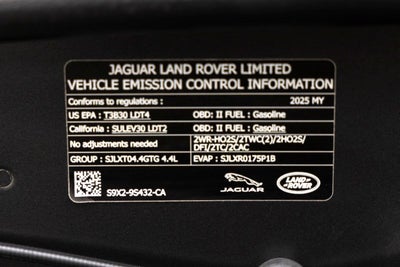 JAGUAR LAND ROVER LIMITED
VEHICLE EMISSION CONTROL INFORMATION
Conforms to regulations : 2025 MY
US EPA : T3B30 LDT4 OBD: II FUEL : Gasoline
California : SULEV30 LDT2 OBD: II FUEL : Gasoline
No adjustments needed 2WR-HO2S/2TWC(2)/2HO2S/
DFI/2TC/2CAC
GROUP : SJLXT04.4GTG 4.4L EVAP : SJLXR0175P1B
S9X2-9S432-CA JAGUAR LAND ROVER